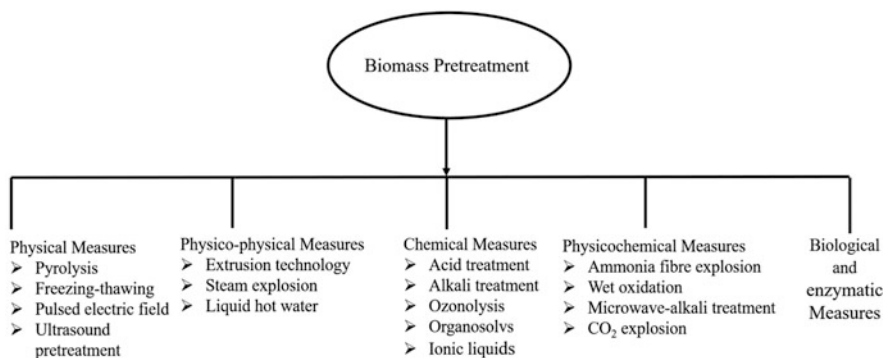 Biomass Pretreatment
Physical Measures
➢ Pyrolysis
➢ Freezing-thawing
➢ Pulsed electric field
➢ Ultrasound
pretreatment
Physico-physical Measures
➢ Extrusion technology
➢ Steam explosion
➢ Liquid hot water
Chemical Measures
➢ Acid treatment
➢ Alkali treatment
➢ Ozonolysis
➢ Organosolvs
➢ Ionic liquids
Physicochemical Measures
➢ Ammonia fibre explosion
➢ Wet oxidation
➢ Microwave-alkali treatment
➢ CO₂ explosion
Biological
and
enzymatic
Measures